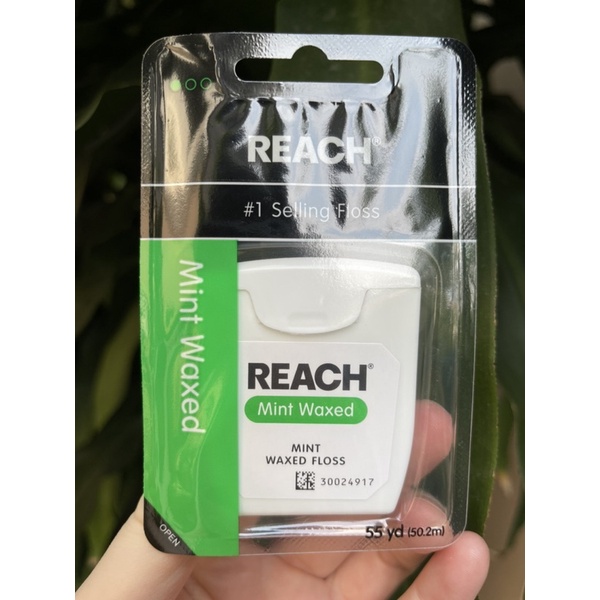 REACH®
#1 Selling Floss
Mint Waxed
REACH®
Mint Waxed
MINT
WAXED FLOSS
30024917
OPEN
55 yd (50.2m)